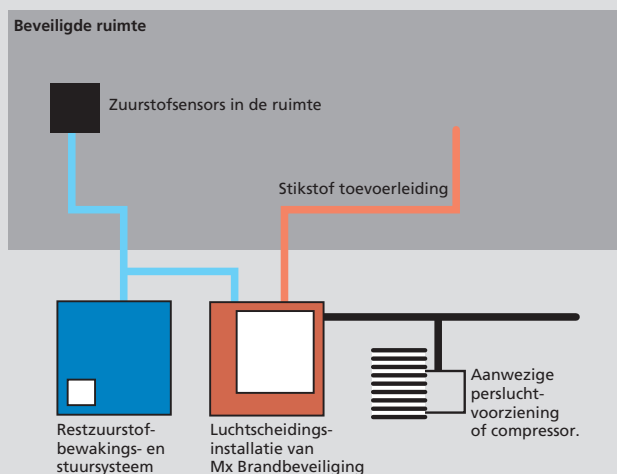 Beveiligde ruimte
Zuurstofsensors in de ruimte
Stikstof toevoerleiding
Restzuurstof-
bewakings- en
stuursysteem
Luchtscheidings-
installatie van
Mx Brandbeveiliging
Aanwezige
perslucht-
voorziening
of compressor.